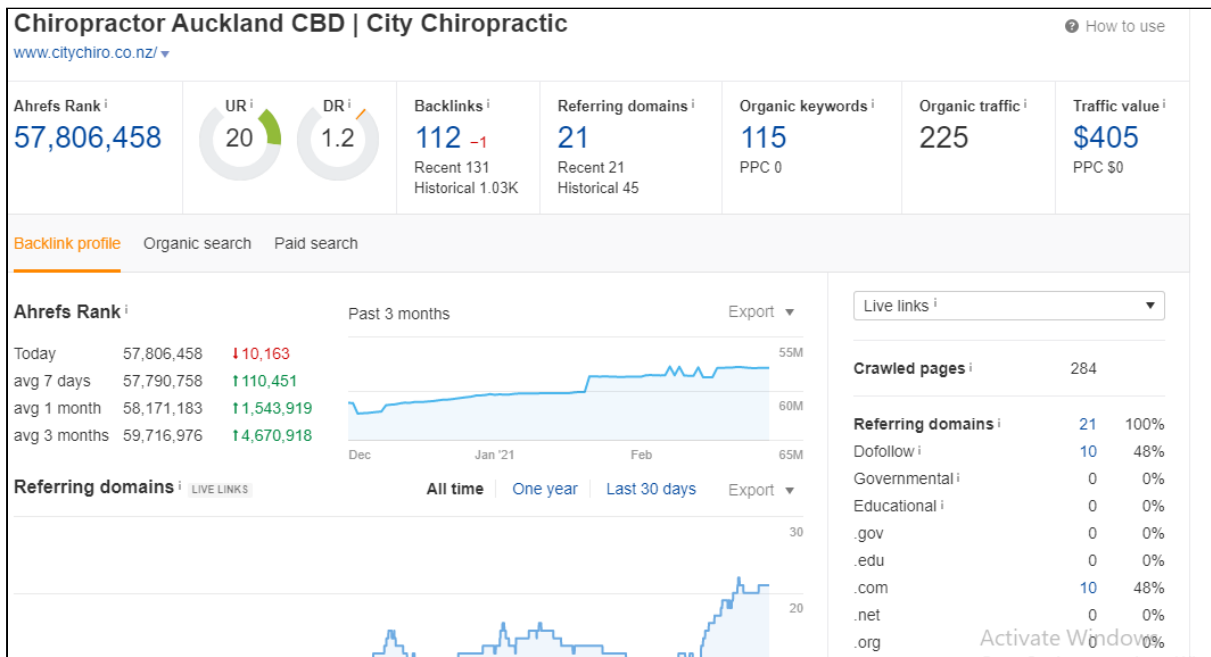 Chiropractor Auckland CBD | City Chiropractic
How to use
www.citychiro.co.nz/
Ahrefs Rank i
57,806,458
UR i
20
DR i
1.2
Backlinks i
112 -1
Recent 131
Historical 1.03K
Referring domains i
21
Recent 21
Historical 45
Organic keywords i
115
PPC 0
Organic traffic i
225
Traffic value i
$405
PPC $0
Backlink profile Organic search Paid search
Ahrefs Rank i
Past 3 months Export
Today 57,806,458 ↓10,163
avg 7 days 57,790,758 ↑110,451
avg 1 month 58,171,183 ↑1,543,919
avg 3 months 59,716,976 ↑4,670,918
55M
60M
65M
Dec Jan '21 Feb
Referring domains i LIVE LINKS
All time One year Last 30 days Export
30
20
Live links i
Crawled pages i 284
Referring domains i 21 100%
Dofollow i 10 48%
Governmental i 0 0%
Educational i 0 0%
.gov 0 0%
.edu 0 0%
.com 10 48%
.net 0 0%
.org 0 0%
Activate Windows